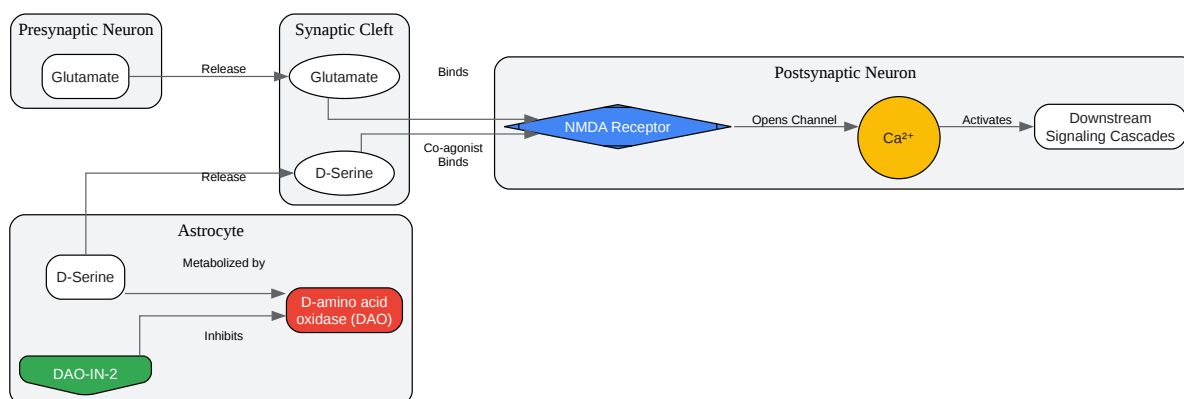 Presynaptic Neuron
Glutamate
Release
Synaptic Cleft
Glutamate
D-Serine
Binds
Co-agonist
Binds
Postsynaptic Neuron
NMDA Receptor
Opens Channel
Ca²⁺
Activates
Downstream
Signaling Cascades
Release
Astrocyte
D-Serine
Metabolized by
D-amino acid
oxidase (DAO)
Inhibits
DAO-IN-2